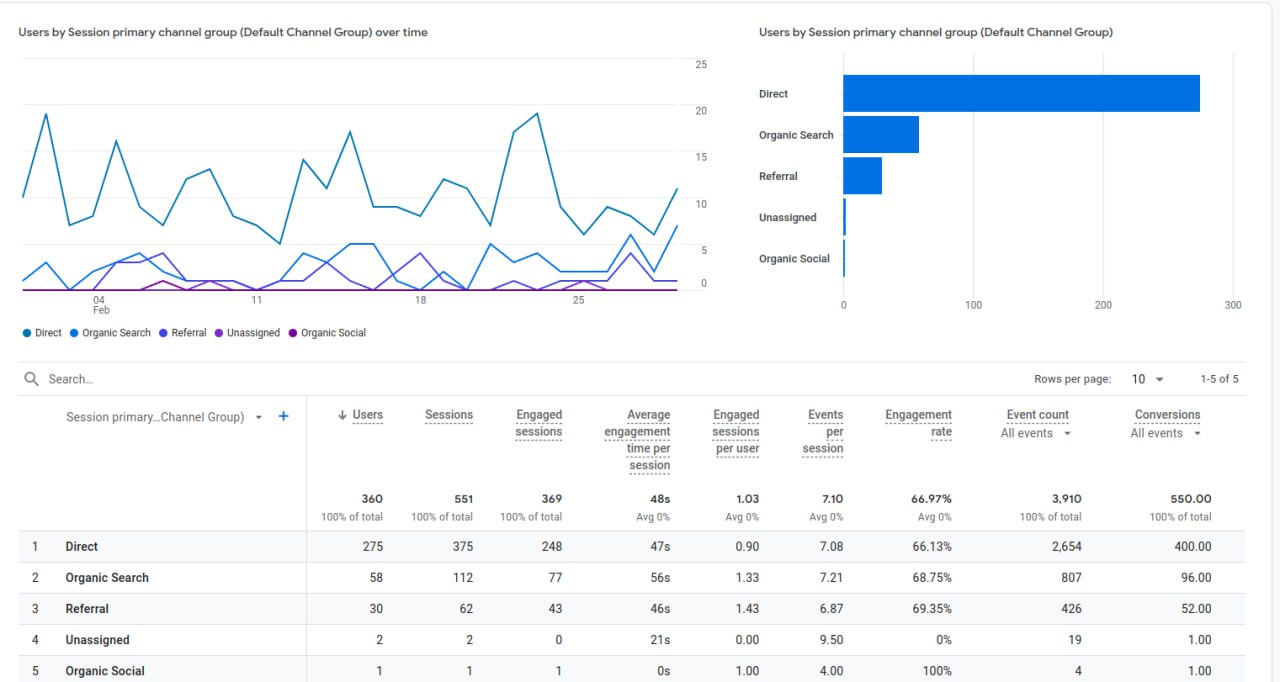 Users by Session primary channel group (Default Channel Group) over time
25
20
15
10
5
0
04
Feb
11
18
25
Direct Organic Search Referral Unassigned Organic Social
Users by Session primary channel group (Default Channel Group)
Direct
Organic Search
Referral
Unassigned
Organic Social
0 100 200 300
Search...
Rows per page: 10 1-5 of 5
Session primary...Channel Group) +
Users
Sessions
Engaged
sessions
Average
engagement
time per
session
Engaged
sessions
per user
Events
per
session
Engagement
rate
Event count
All events
Conversions
All events
360 551 369 48s 1.03 7.10 66.97% 3,910 550.00
100% of total 100% of total 100% of total Avg 0% Avg 0% Avg 0% Avg 0% 100% of total 100% of total
1 Direct 275 375 248 47s 0.90 7.08 66.13% 2,654 400.00
2 Organic Search 58 112 77 56s 1.33 7.21 68.75% 807 96.00
3 Referral 30 62 43 46s 1.43 6.87 69.35% 426 52.00
4 Unassigned 2 2 0 21s 0.00 9.50 0% 19 1.00
5 Organic Social 1 1 1 0s 1.00 4.00 100% 4 1.00